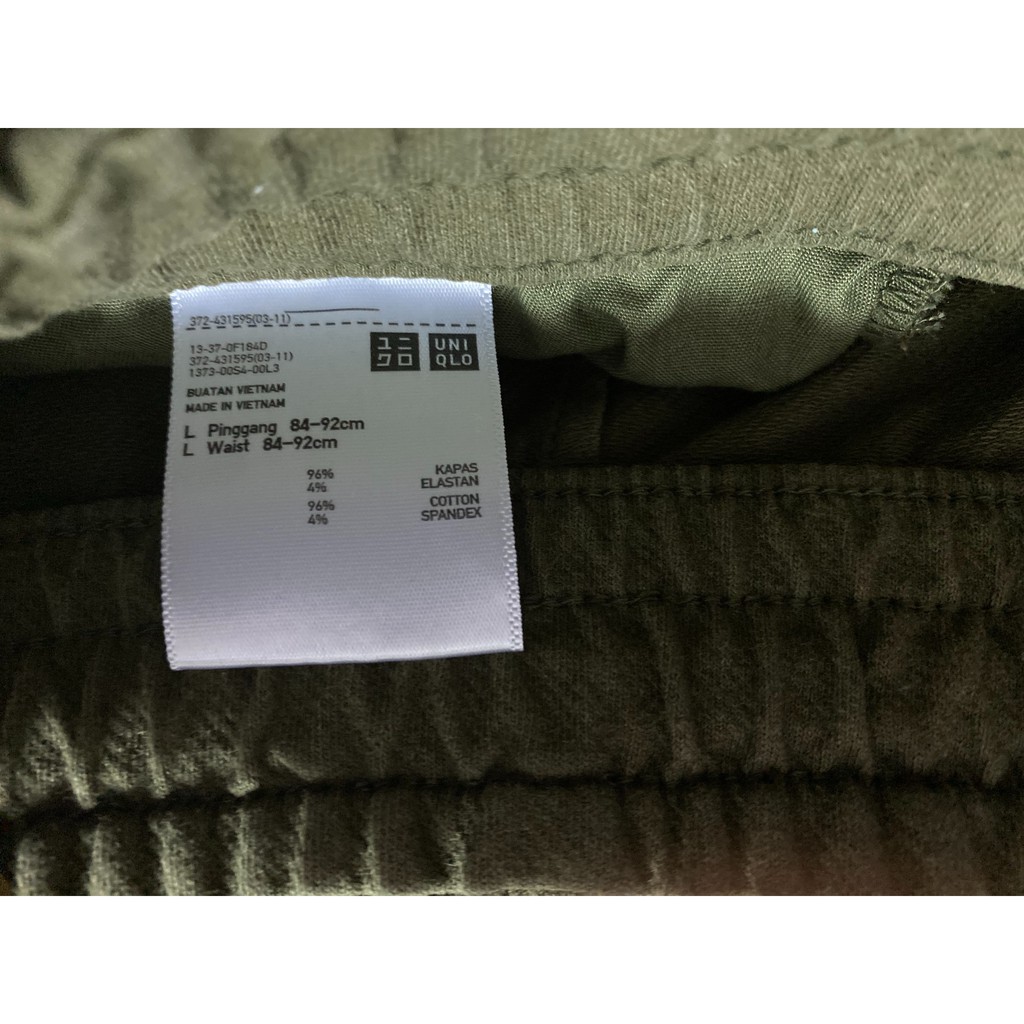 372-431595(03-11)
13-37-0F184D
372-431595(03-11)
1373-00S4-00L3
ユニクロ
UNIQLO
BUATAN VIETNAM
MADE IN VIETNAM
L Pinggang 84-92cm
L Waist 84-92cm
96% KAPAS
4% ELASTAN
96% COTTON
4% SPANDEX